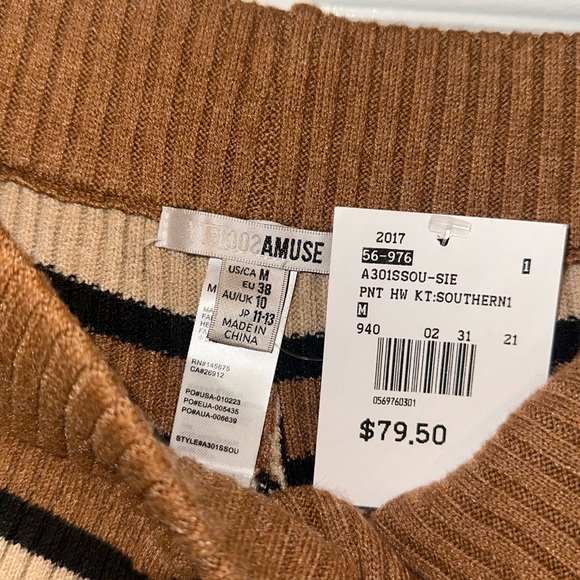 AMUSE
US/CA M
EU 38
AU/UK 10
JP 11-13
MADE IN
CHINA
RN#145675
CA#26912
PO#USA-010223
PO#EUA-005435
PO#AUA-006639
STYLE#A301SSOU
2017
56-976
1
A301SSOU-SIE
PNT HW KT:SOUTHERN1
M
940 02 31 21
0569760301
$79.50